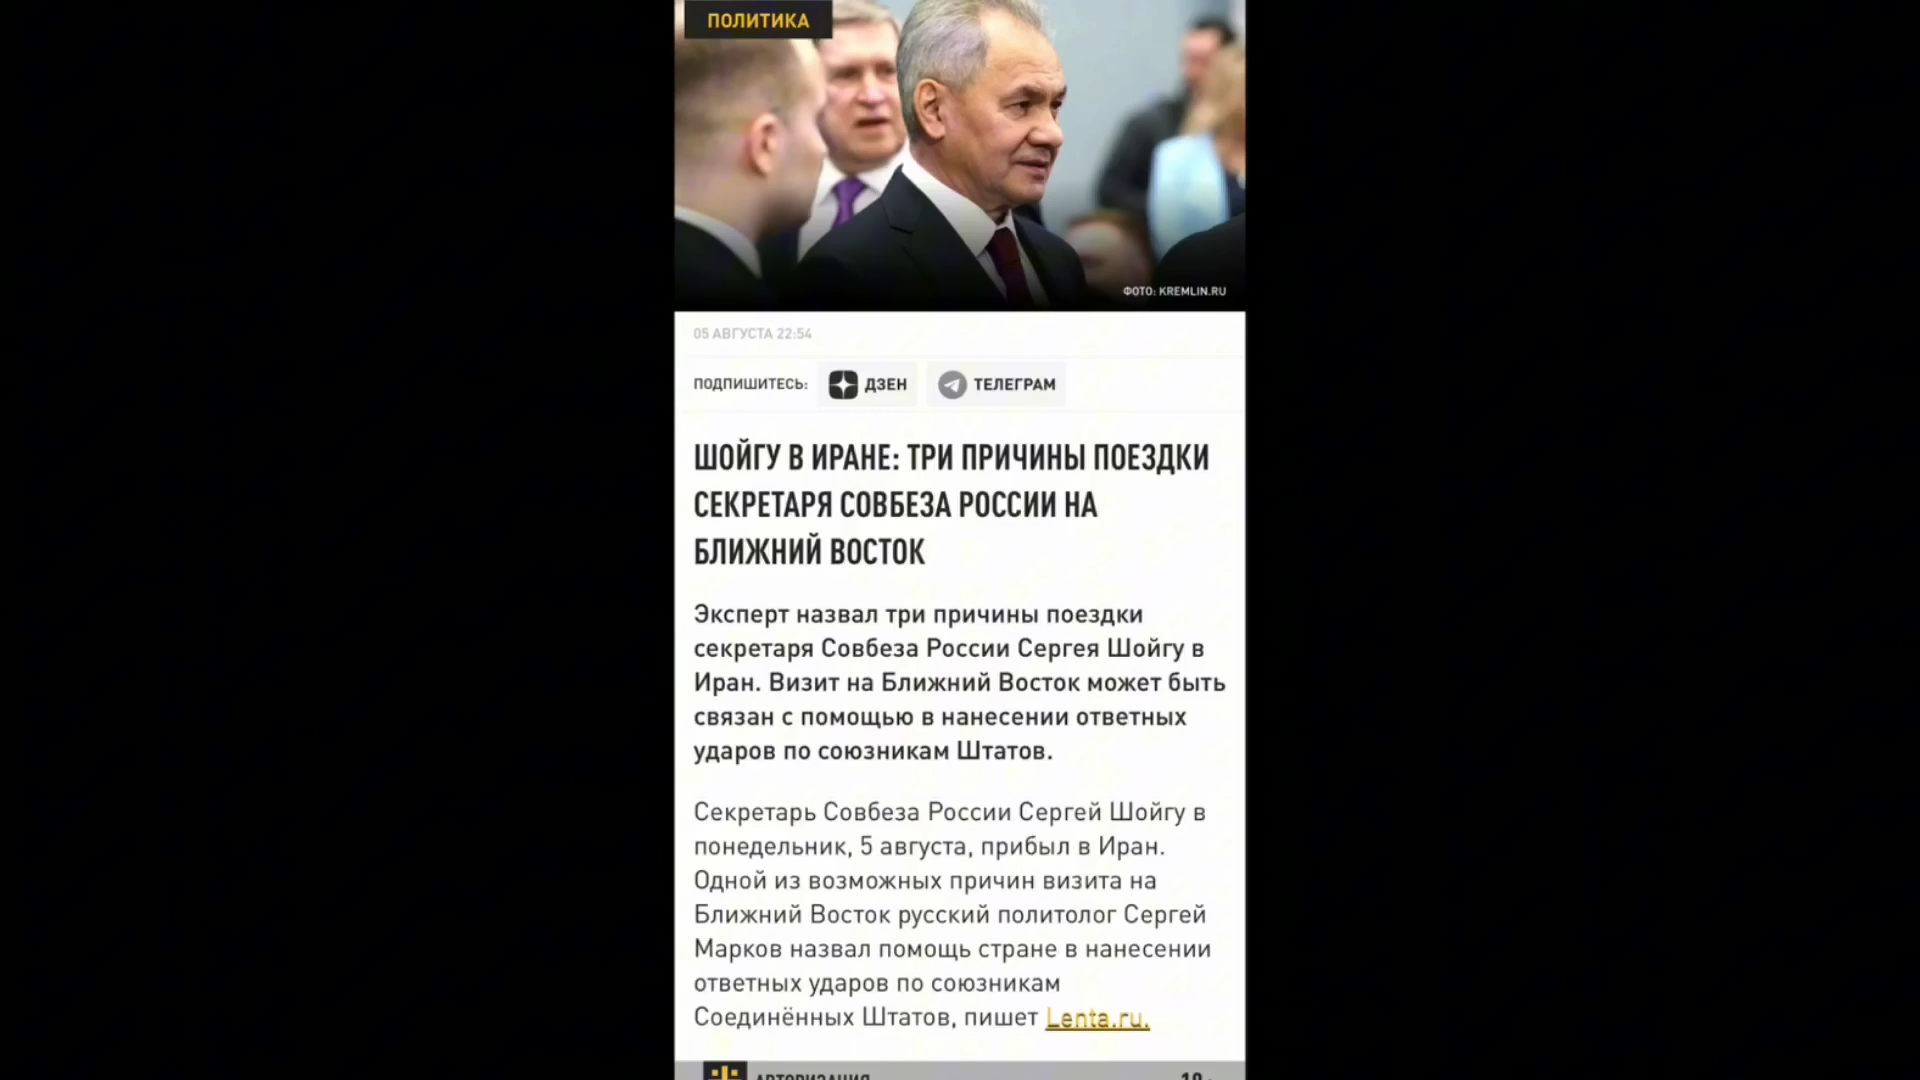 ПОЛИТИКА
ФОТО: KREMLIN.RU
05 АВГУСТА 22:54
ПОДПИШИТЕСЬ: ДЗЕН ТЕЛЕГРАМ
ШОЙГУ В ИРАНЕ: ТРИ ПРИЧИНЫ ПОЕЗДКИ
СЕКРЕТАРЯ СОВБЕЗА РОССИИ НА
БЛИЖНИЙ ВОСТОК
Эксперт назвал три причины поездки
секретаря Совбеза России Сергея Шойгу в
Иран. Визит на Ближний Восток может быть
связан с помощью в нанесении ответных
ударов по союзникам Штатов.
Секретарь Совбеза России Сергей Шойгу в
понедельник, 5 августа, прибыл в Иран.
Одной из возможных причин визита на
Ближний Восток русский политолог Сергей
Марков назвал помощь стране в нанесении
ответных ударов по союзникам
Соединённых Штатов, пишет Lenta.ru.
АВТОРИЗАЦИЯ